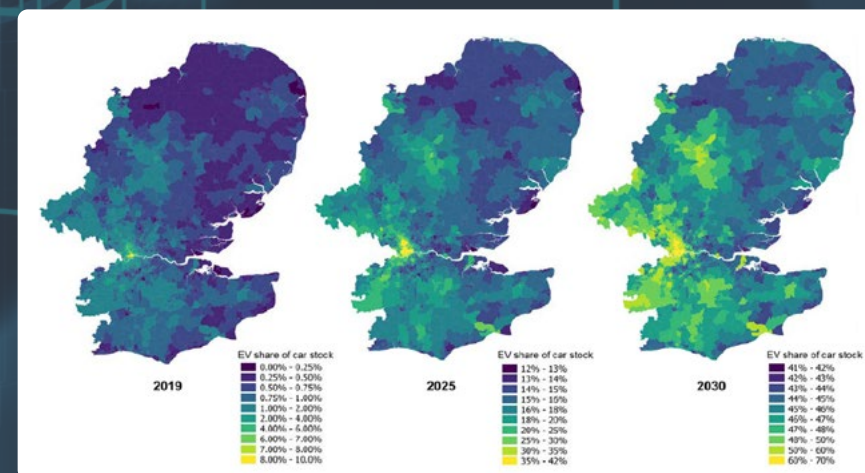 EV share of car stock
0.00% - 0.25%
0.25% - 0.50%
0.50% - 0.75%
0.75% - 1.00%
1.00% - 2.00%
2.00% - 4.00%
4.00% - 6.00%
6.00% - 7.00%
7.00% - 8.00%
8.00% - 10.0%
2019
EV share of car stock
12% - 13%
13% - 14%
14% - 15%
15% - 16%
16% - 18%
18% - 20%
20% - 25%
25% - 30%
30% - 35%
35% - 42%
2025
EV share of car stock
41% - 42%
42% - 43%
43% - 44%
44% - 45%
45% - 46%
46% - 47%
47% - 48%
48% - 50%
50% - 60%
60% - 70%
2030